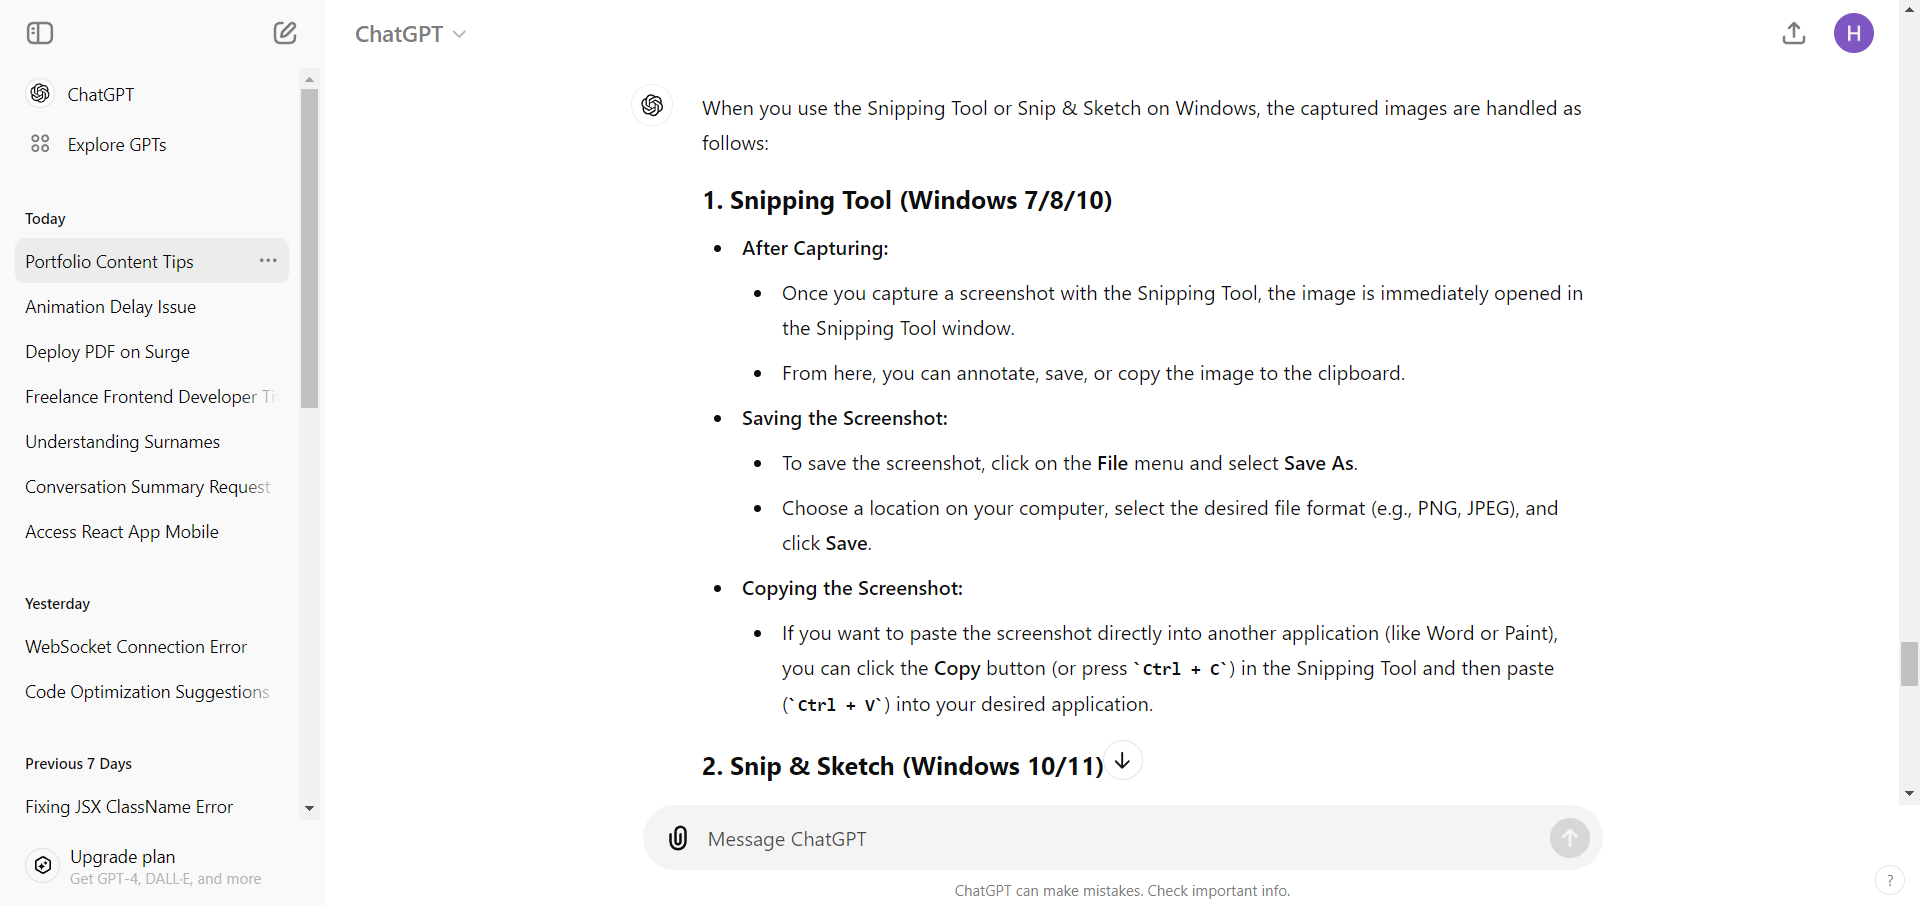 ChatGPT
Explore GPTs
Today
Portfolio Content Tips
Animation Delay Issue
Deploy PDF on Surge
Freelance Frontend Developer Ti
Understanding Surnames
Conversation Summary Request
Access React App Mobile
Yesterday
WebSocket Connection Error
Code Optimization Suggestions
Previous 7 Days
Fixing JSX ClassName Error
Upgrade plan
Get GPT-4, DALL·E, and more
ChatGPT
H
When you use the Snipping Tool or Snip & Sketch on Windows, the captured images are handled as
follows:
1. Snipping Tool (Windows 7/8/10)
• After Capturing:
• Once you capture a screenshot with the Snipping Tool, the image is immediately opened in
the Snipping Tool window.
• From here, you can annotate, save, or copy the image to the clipboard.
• Saving the Screenshot:
• To save the screenshot, click on the File menu and select Save As.
• Choose a location on your computer, select the desired file format (e.g., PNG, JPEG), and
click Save.
• Copying the Screenshot:
• If you want to paste the screenshot directly into another application (like Word or Paint),
you can click the Copy button (or press `Ctrl + C`) in the Snipping Tool and then paste
(`Ctrl + V`) into your desired application.
2. Snip & Sketch (Windows 10/11)
Message ChatGPT
ChatGPT can make mistakes. Check important info.
?